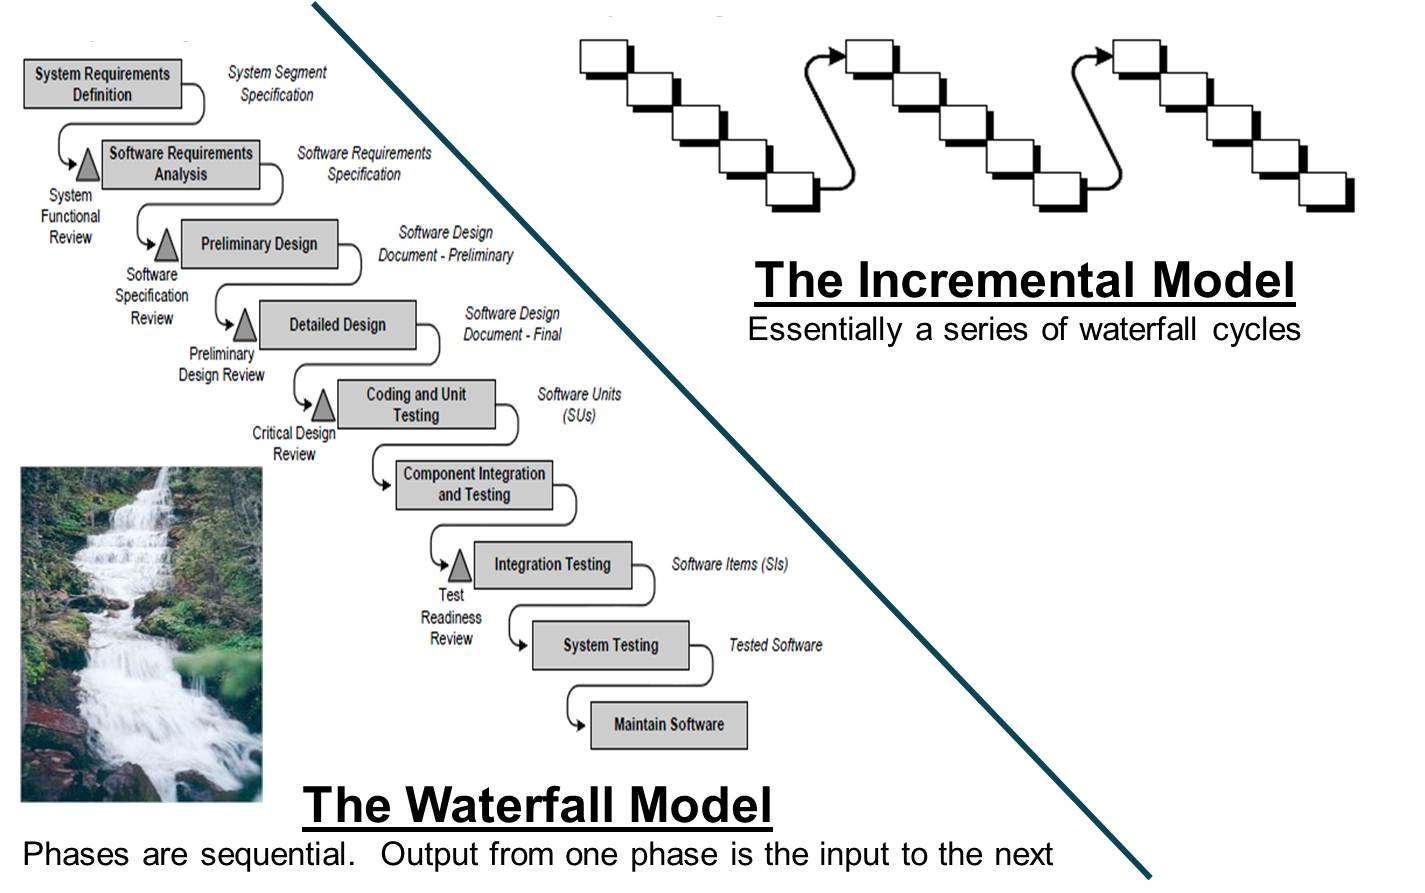 System Requirements
Definition
System Segment
Specification
Software Requirements
Analysis
Software Requirements
Specification
System
Functional
Review
Preliminary Design
Software Design
Document - Preliminary
Software
Specification
Review
Detailed Design
Software Design
Document - Final
Preliminary
Design Review
Coding and Unit
Testing
Software Units
(SUs)
Critical Design
Review
Component Integration
and Testing
Integration Testing
Software Items (SIs)
Test
Readiness
Review
System Testing
Tested Software
Maintain Software
The Waterfall Model
Phases are sequential. Output from one phase is the input to the next
The Incremental Model
Essentially a series of waterfall cycles